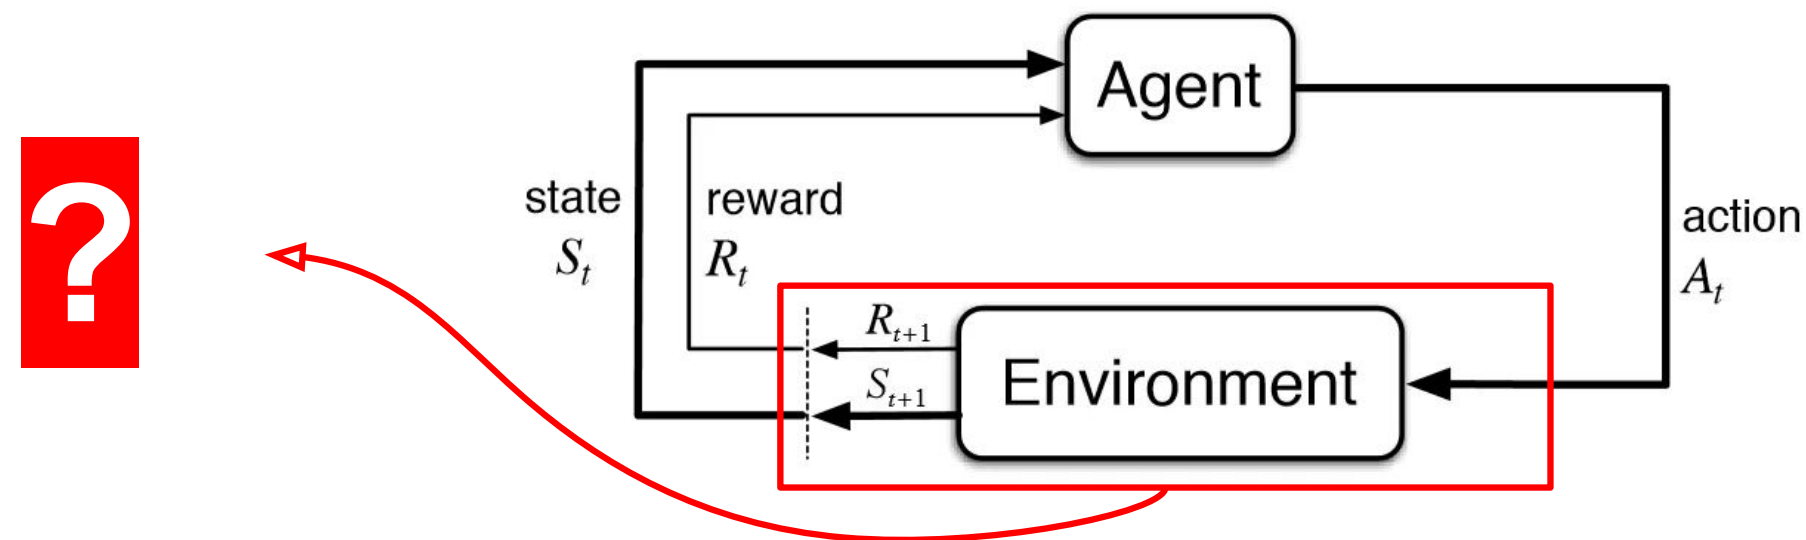 ?
Agent
state
S_t
reward
R_t
action
A_t
R_{t+1}
S_{t+1}
Environment